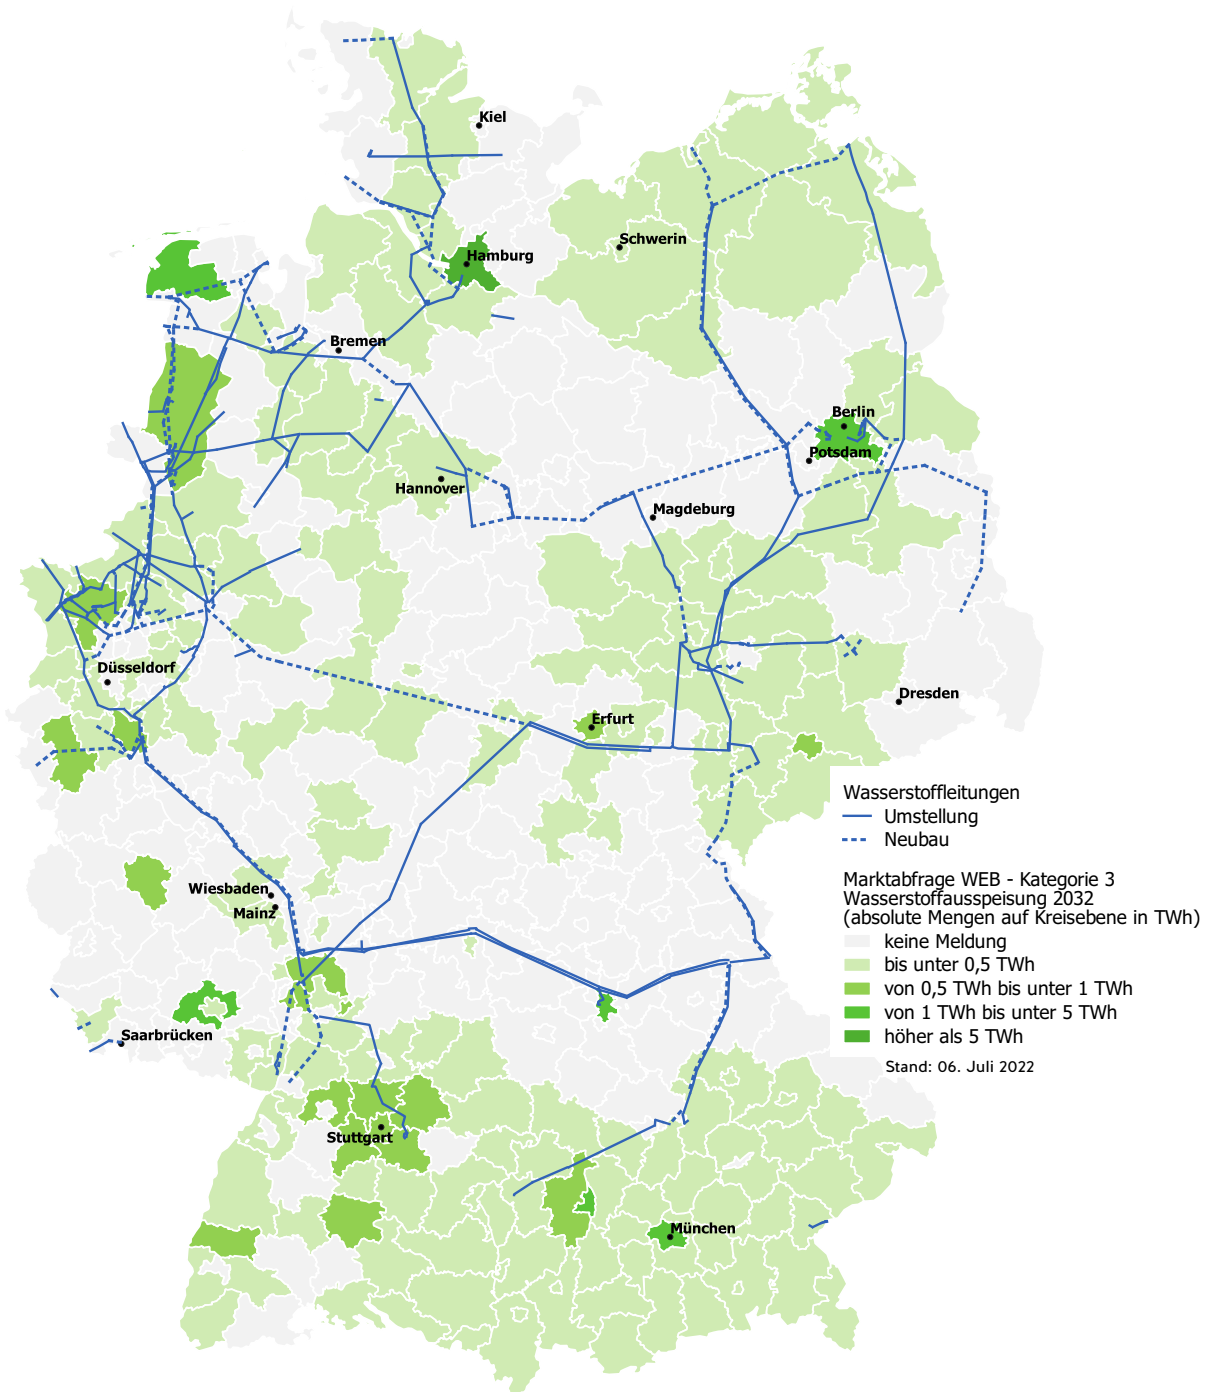 Kiel
Schwerin
Hamburg
Bremen
Berlin
Potsdam
Hannover
Magdeburg
Düsseldorf
Dresden
Erfurt
Wiesbaden
Mainz
Saarbrücken
Stuttgart
München
Wasserstoffleitungen
Umstellung
Neubau
Marktabfrage WEB - Kategorie 3
Wasserstoffausspeisung 2032
(absolute Mengen auf Kreisebene in TWh)
keine Meldung
bis unter 0,5 TWh
von 0,5 TWh bis unter 1 TWh
von 1 TWh bis unter 5 TWh
höher als 5 TWh
Stand: 06. Juli 2022